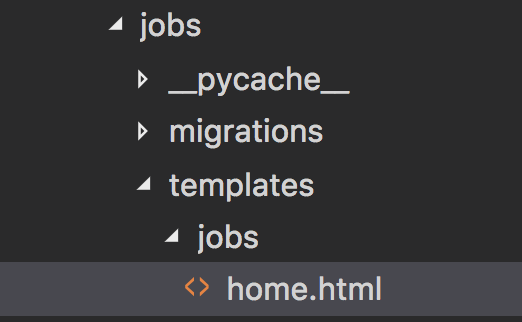 jobs
__pycache__
migrations
templates
jobs
home.html